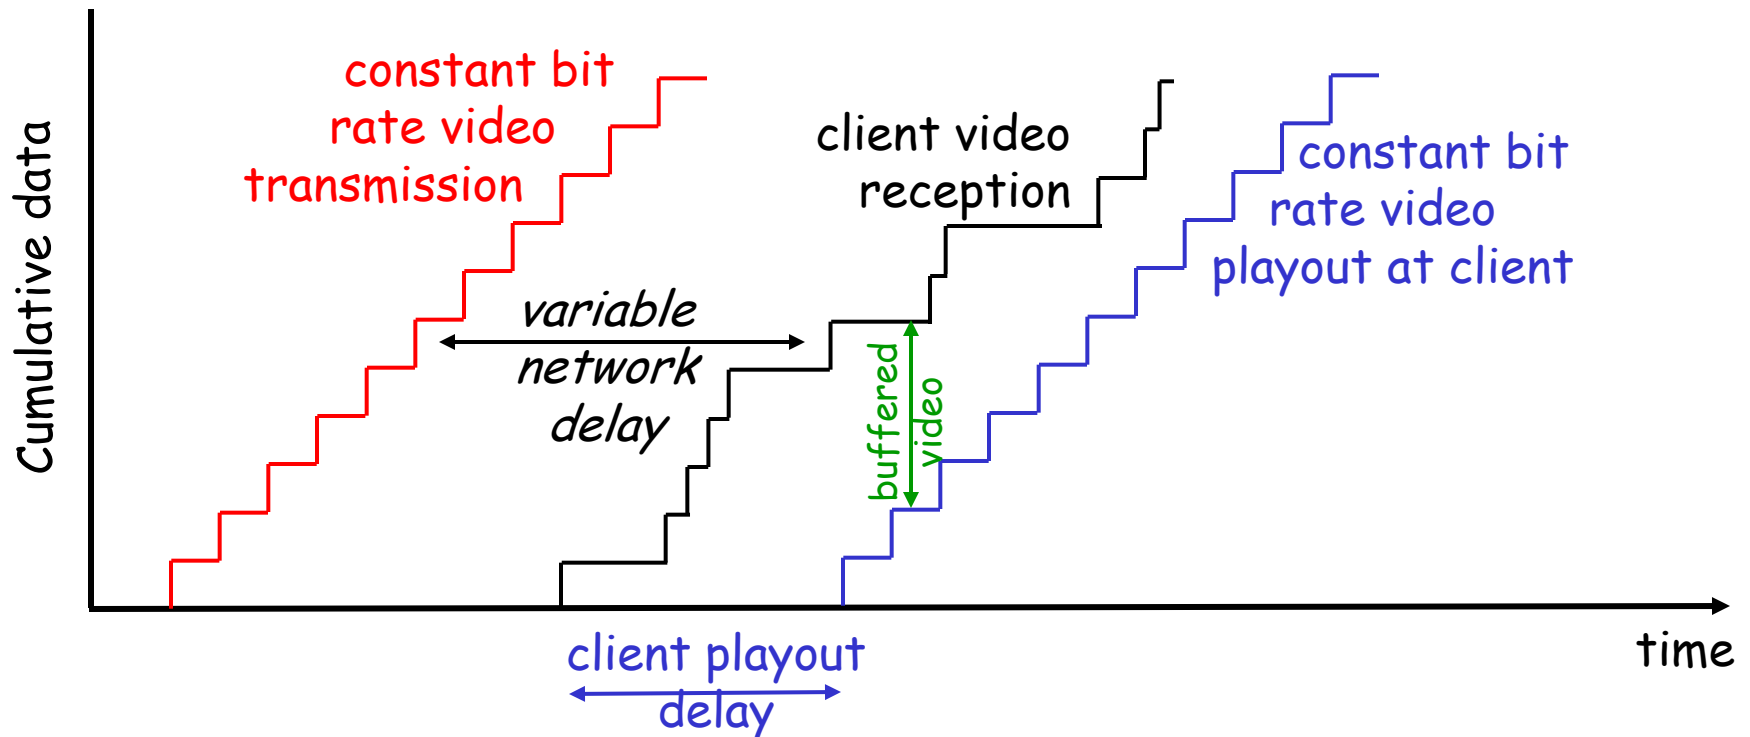 constant bit
rate video
transmission
client video
reception
constant bit
rate video
playout at client
variable
network
delay
buffered
video
Cumulative data
time
client playout
delay